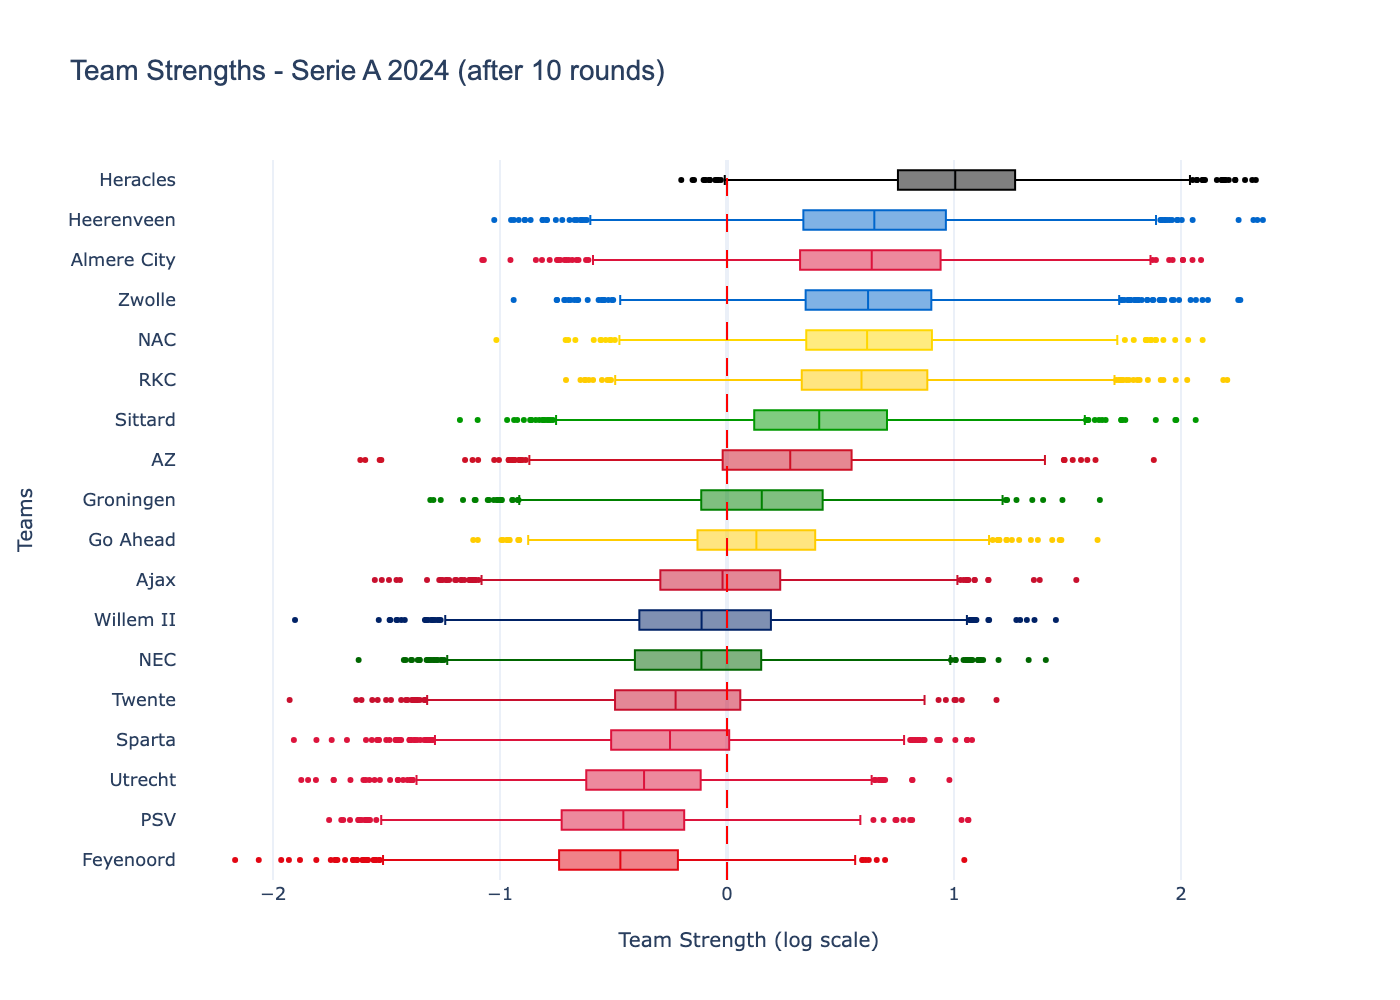 Team Strengths - Serie A 2024 (after 10 rounds)
Heracles
Heerenveen
Almere City
Zwolle
NAC
RKC
Sittard
AZ
Groningen
Go Ahead
Ajax
Willem II
NEC
Twente
Sparta
Utrecht
PSV
Feyenoord
Teams
−2 −1 0 1 2
Team Strength (log scale)